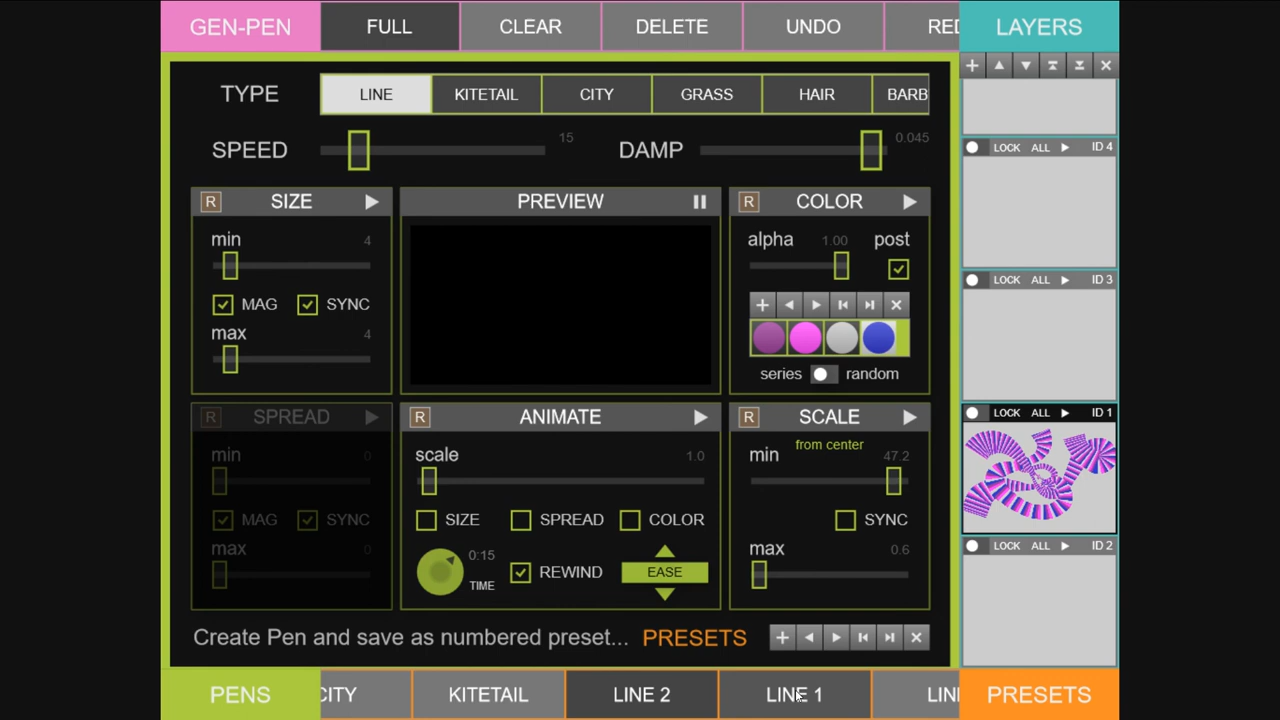 GEN-PEN FULL CLEAR DELETE UNDO RED LAYERS
TYPE LINE KITETAIL CITY GRASS HAIR BARB
SPEED 15 DAMP 0.045
LOCK ALL ID 4
R SIZE PREVIEW R COLOR
min 4 alpha 1.00 post
LOCK ALL ID 3
MAG SYNC
max 4
series random
R SPREAD R ANIMATE R SCALE
LOCK ALL ID 1
from center
min 0 scale 1.0 min 47.2
MAG SYNC SIZE SPREAD COLOR SYNC
LOCK ALL ID 2
max 0 0:15 TIME REWIND EASE max 0.6
Create Pen and save as numbered preset... PRESETS
PENS CITY KITETAIL LINE 2 LINE 1 LIN PRESETS